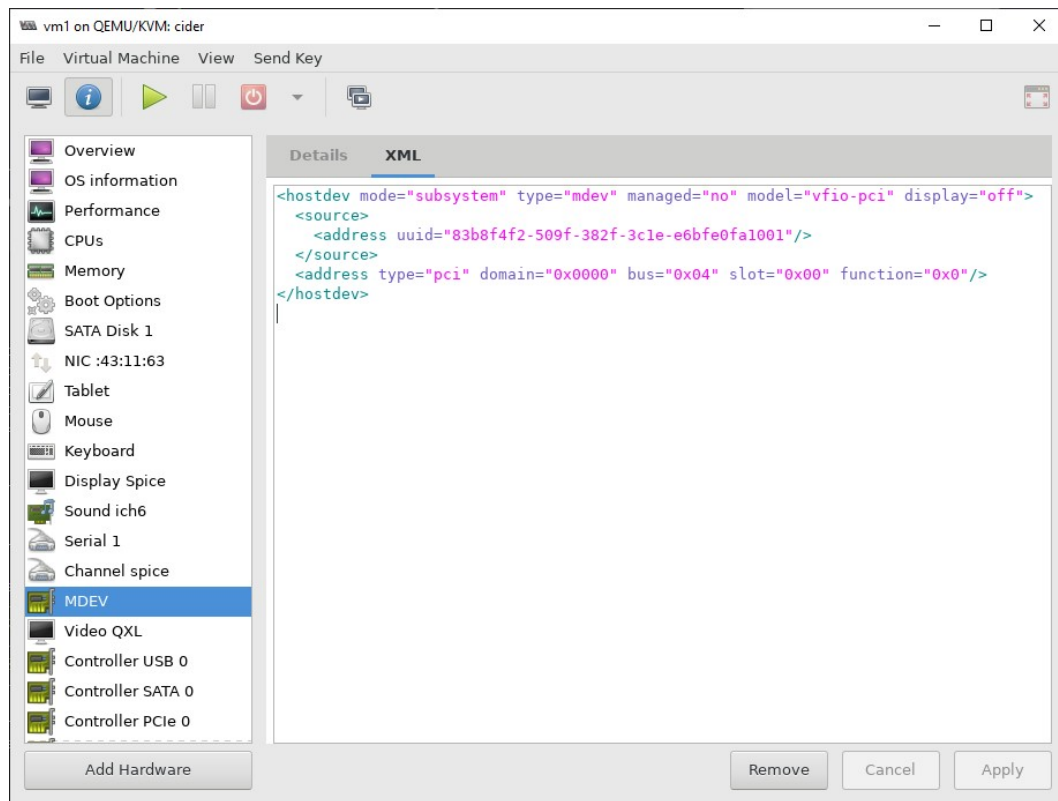 vm1 on QEMU/KVM: cider
File Virtual Machine View Send Key
Overview
OS information
Performance
CPUs
Memory
Boot Options
SATA Disk 1
NIC :43:11:63
Tablet
Mouse
Keyboard
Display Spice
Sound ich6
Serial 1
Channel spice
MDEV
Video QXL
Controller USB 0
Controller SATA 0
Controller PCIe 0
Add Hardware
Details XML
<hostdev mode="subsystem" type="mdev" managed="no" model="vfio-pci" display="off">
  <source>
    <address uuid="83b8f4f2-509f-382f-3c1e-e6bfe0fa1001"/>
  </source>
  <address type="pci" domain="0x0000" bus="0x04" slot="0x00" function="0x0"/>
</hostdev>
Remove Cancel Apply